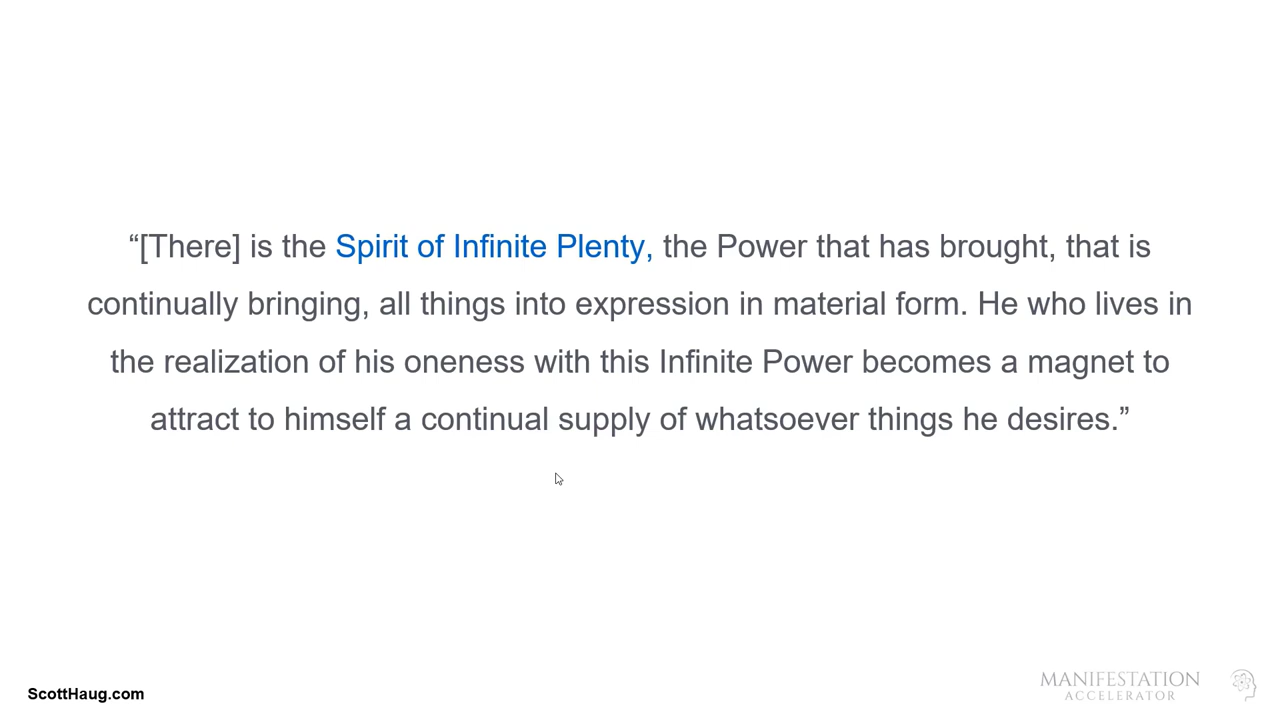 “[There] is the Spirit of Infinite Plenty, the Power that has brought, that is
continually bringing, all things into expression in material form. He who lives in
the realization of his oneness with this Infinite Power becomes a magnet to
attract to himself a continual supply of whatsoever things he desires.”
ScottHaug.com
MANIFESTATION
ACCELERATOR